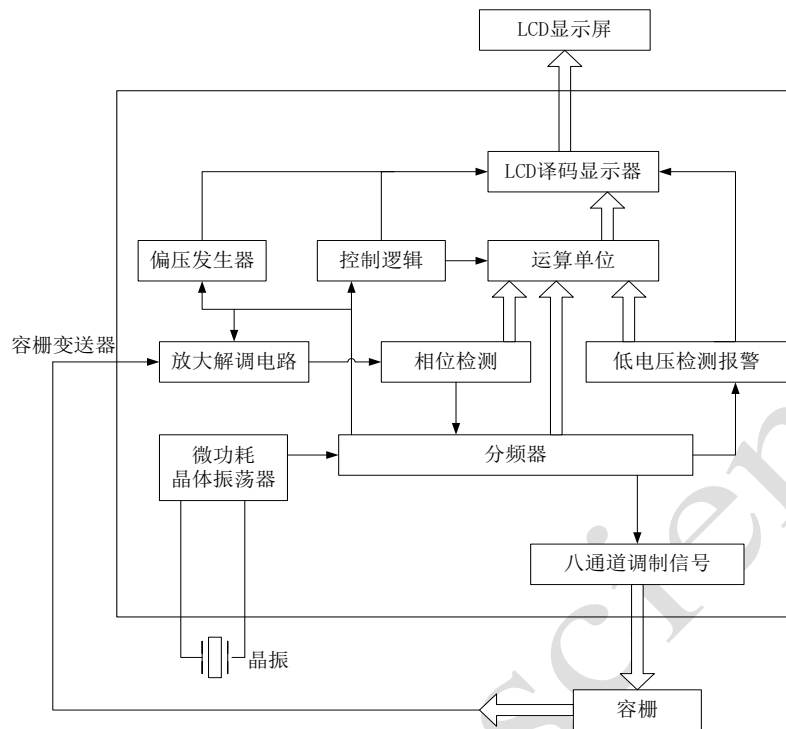 LCD显示屏
LCD译码显示器
偏压发生器
控制逻辑
运算单位
容栅变送器
放大解调电路
相位检测
低电压检测报警
微功耗
晶体振荡器
分频器
八通道调制信号
晶振
容栅
scien